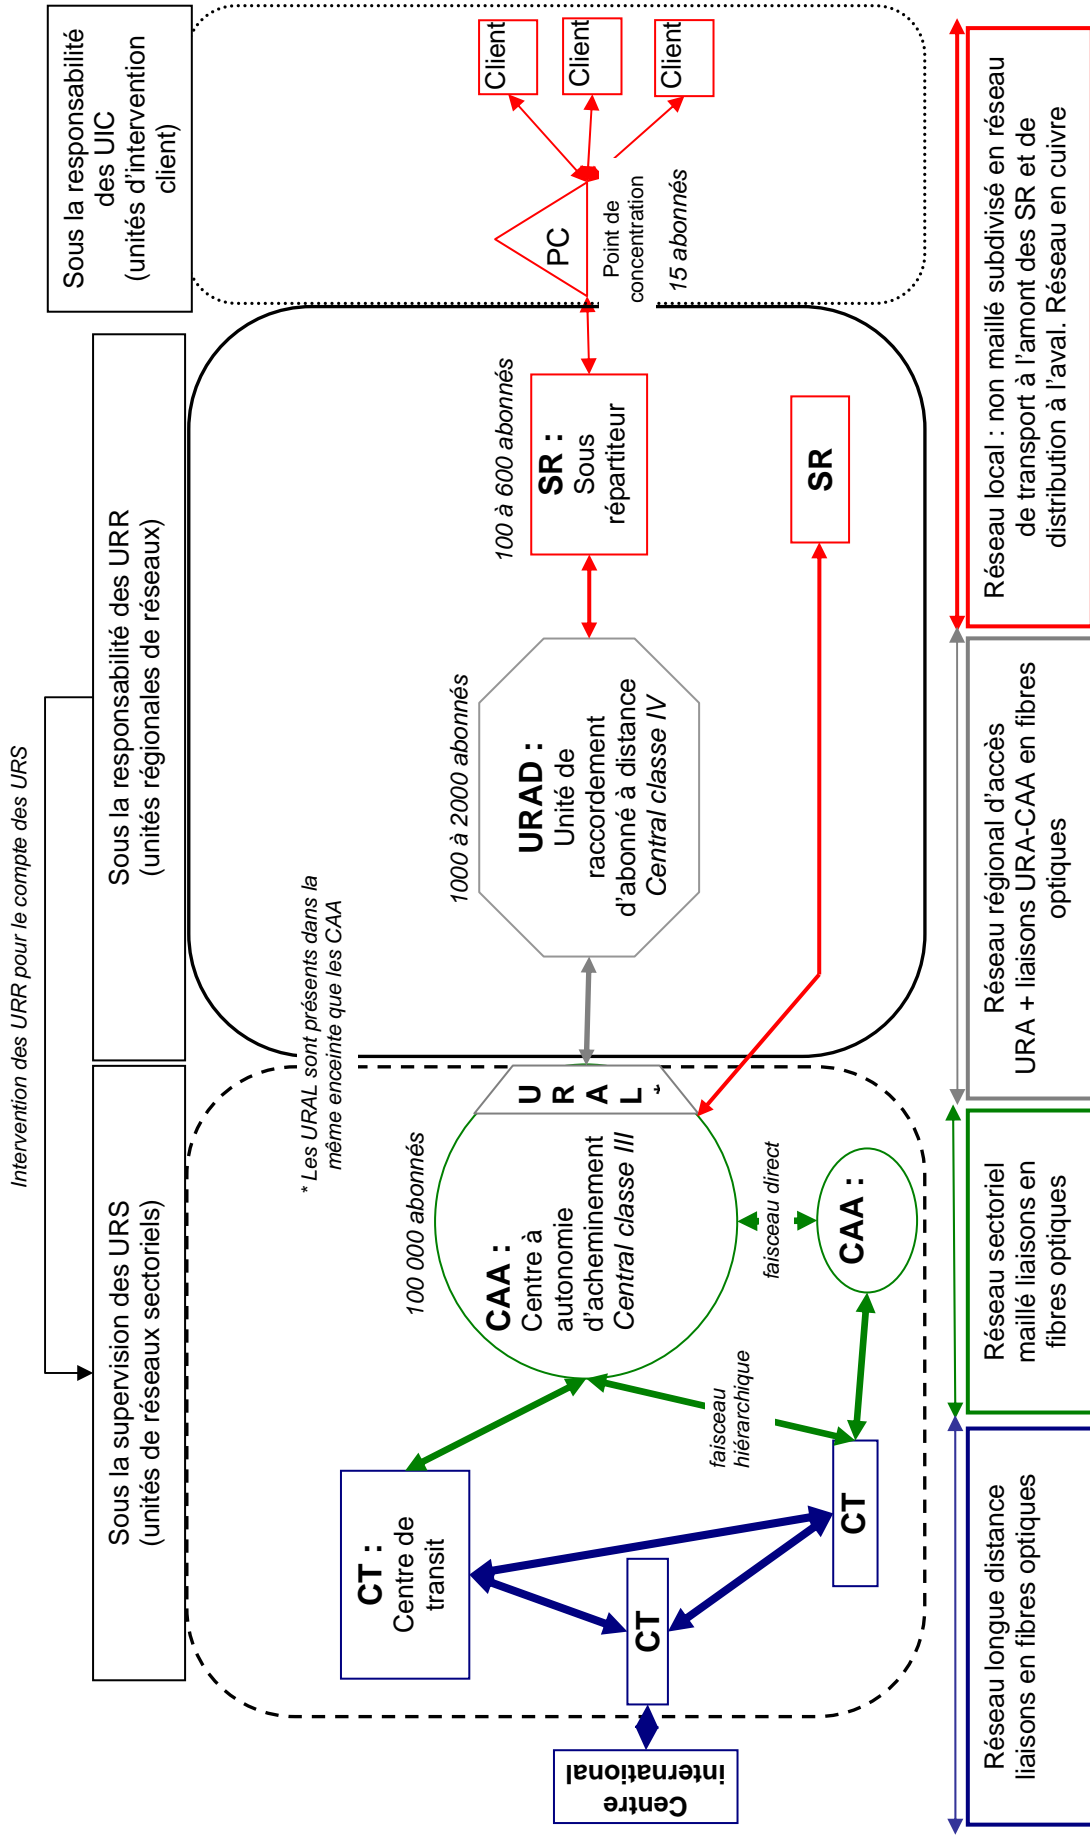 Intervention des URR pour le compte des URS
Sous la supervision des URS
(unités de réseaux sectoriels)
Sous la responsabilité des URR
(unités régionales de réseaux)
Sous la responsabilité
des UIC
(unités d'intervention
client)
* Les URAL sont présents dans la
même enceinte que les CAA
Centre
international
CT :
Centre de
transit
CT
CT
faisceau
hiérarchique
100 000 abonnés
CAA :
Centre à
autonomie
d'acheminement
Central classe III
U
R
A
L
*
faisceau direct
CAA :
1000 à 2000 abonnés
URAD :
Unité de
raccordement
d'abonné à distance
Central classe IV
100 à 600 abonnés
SR :
Sous
répartiteur
SR
PC
Point de
concentration
15 abonnés
Client
Client
Client
Réseau longue distance
liaisons en fibres optiques
Réseau sectoriel
maillé liaisons en
fibres optiques
Réseau régional d'accès
URA + liaisons URA-CAA en fibres
optiques
Réseau local : non maillé subdivisé en réseau
de transport à l'amont des SR et de
distribution à l'aval. Réseau en cuivre